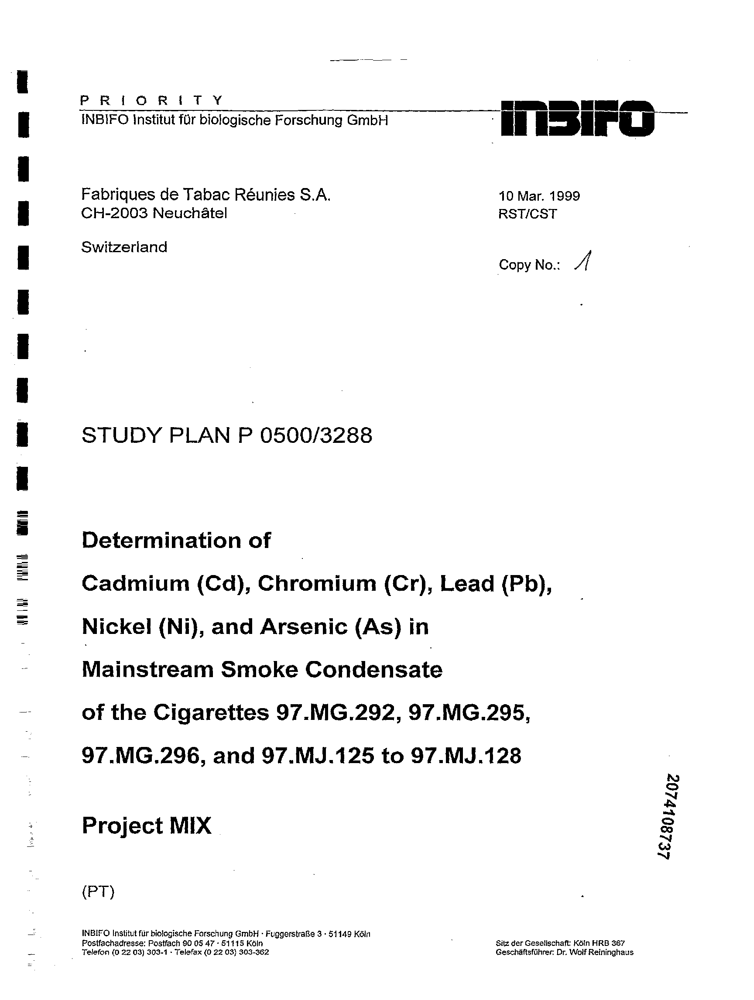 P R I O R I T Y
INBIFO Institut für biologische Forschung GmbH
INBIFO
Fabriques de Tabac Réunies S.A.
CH-2003 Neuchâtel
Switzerland
10 Mar. 1999
RST/CST
Copy No.: 1
STUDY PLAN P 0500/3288
Determination of
Cadmium (Cd), Chromium (Cr), Lead (Pb),
Nickel (Ni), and Arsenic (As) in
Mainstream Smoke Condensate
of the Cigarettes 97.MG.292, 97.MG.295,
97.MG.296, and 97.MJ.125 to 97.MJ.128
Project MIX
2074108737
(PT)
INBIFO Institut für biologische Forschung GmbH · Fuggerstraße 3 · 51149 Köln
Postfachadresse: Postfach 90 05 47 · 51115 Köln
Telefon (0 22 03) 303-1 · Telefax (0 22 03) 303-362
Sitz der Gesellschaft: Köln HRB 367
Geschäftsführer: Dr. Wolf Reininghaus